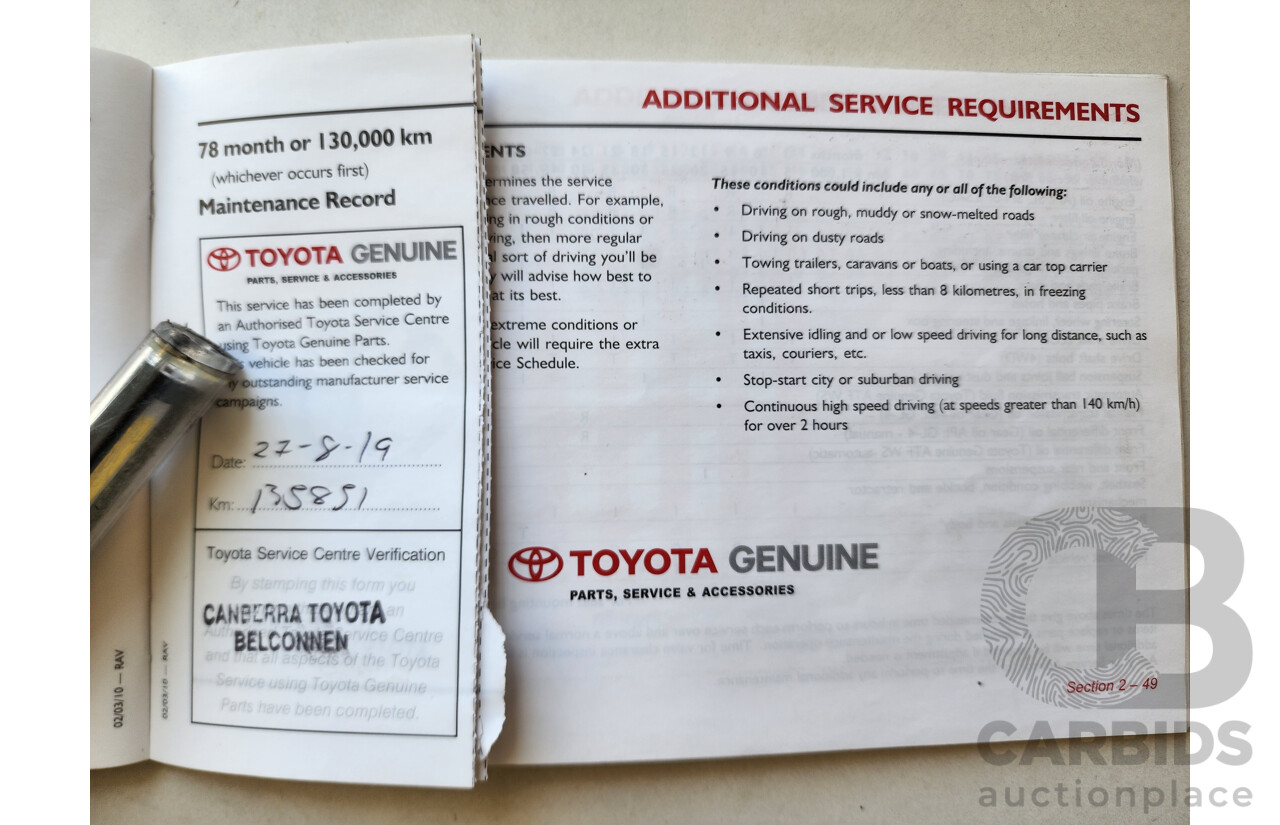 78 month or 130,000 km
(whichever occurs first)
Maintenance Record
TOYOTA GENUINE
PARTS, SERVICE & ACCESSORIES
This service has been completed by
an Authorised Toyota Service Centre
using Toyota Genuine Parts.
vehicle has been checked for
outstanding manufacturer service
campaigns.
Date: 27-8-19
Km: 135851
Toyota Service Centre Verification
By stamping this form you
CANBERRA TOYOTA
an
BELCONNEN
Service Centre
and that all aspects of the Toyota
Service using Toyota Genuine
Parts have been completed.
02/03/10 — RAV
02/03/10 — RAV
ADDITIONAL SERVICE REQUIREMENTS
ENTS
ermines the service
ce travelled. For example,
ng in rough conditions or
ving, then more regular
l sort of driving you'll be
y will advise how best to
at its best.
extreme conditions or
cle will require the extra
ice Schedule.
These conditions could include any or all of the following:
• Driving on rough, muddy or snow-melted roads
• Driving on dusty roads
• Towing trailers, caravans or boats, or using a car top carrier
• Repeated short trips, less than 8 kilometres, in freezing
conditions.
• Extensive idling and or low speed driving for long distance, such as
taxis, couriers, etc.
• Stop-start city or suburban driving
• Continuous high speed driving (at speeds greater than 140 km/h)
for over 2 hours
TOYOTA GENUINE
PARTS, SERVICE & ACCESSORIES
Section 2 – 49
CB
CARBIDS
auctionplace